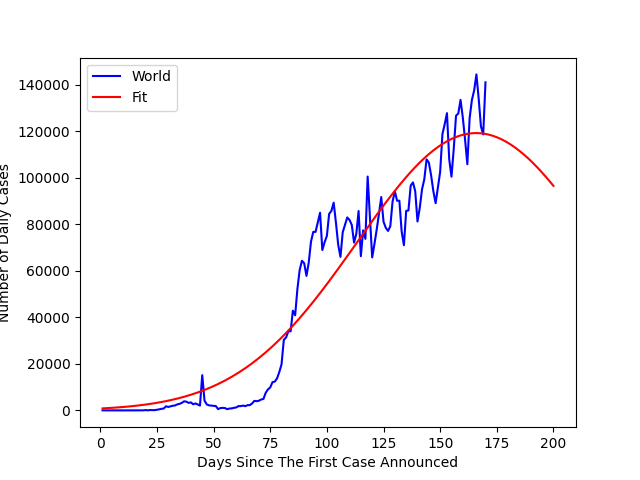 World
Fit
140000
120000
100000
80000
60000
40000
20000
0
Number of Daily Cases
0 25 50 75 100 125 150 175 200
Days Since The First Case Announced